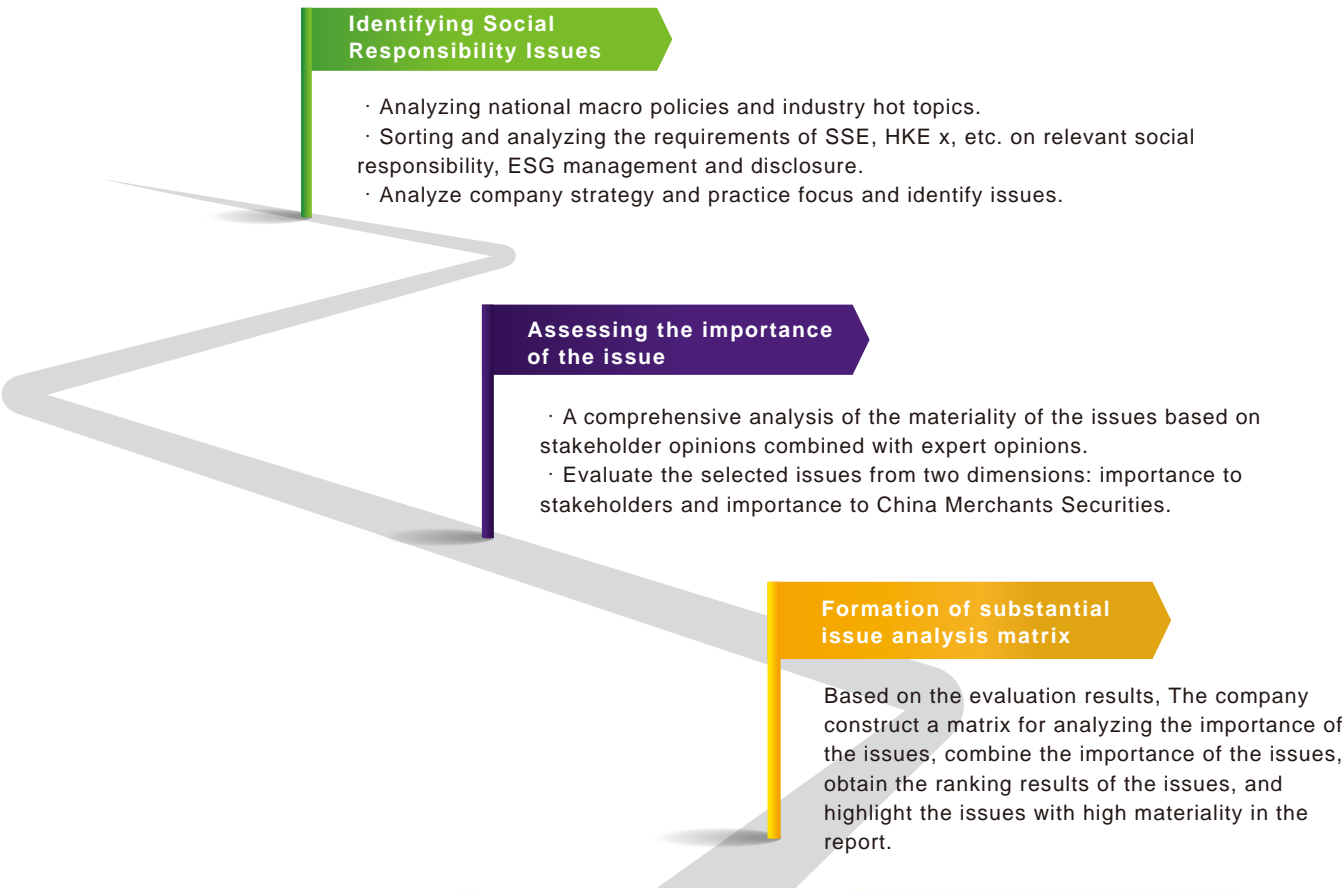 Identifying Social
Responsibility Issues
· Analyzing national macro policies and industry hot topics.
· Sorting and analyzing the requirements of SSE, HKE x, etc. on relevant social
responsibility, ESG management and disclosure.
· Analyze company strategy and practice focus and identify issues.
Assessing the importance
of the issue
· A comprehensive analysis of the materiality of the issues based on
stakeholder opinions combined with expert opinions.
· Evaluate the selected issues from two dimensions: importance to
stakeholders and importance to China Merchants Securities.
Formation of substantial
issue analysis matrix
Based on the evaluation results, The company
construct a matrix for analyzing the importance of
the issues, combine the importance of the issues,
obtain the ranking results of the issues, and
highlight the issues with high materiality in the
report.